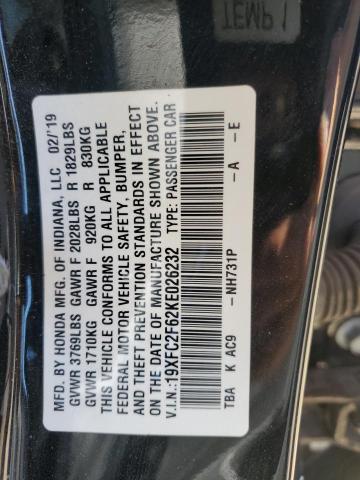 MFD. BY HONDA MFG. OF INDIANA, LLC 02/'19
GVWR 3769LBS GAWR F 2028LBS R 1829LBS
GVWR 1710KG GAWR F 920KG R 830KG
THIS VEHICLE CONFORMS TO ALL APPLICABLE
FEDERAL MOTOR VEHICLE SAFETY, BUMPER,
AND THEFT PREVENTION STANDARDS IN EFFECT
ON THE DATE OF MANUFACTURE SHOWN ABOVE.
V.I.N.:19XFC2F62KE026232 TYPE: PASSENGER CAR
TBA K AC9 -NH731P -A -E
TEMP